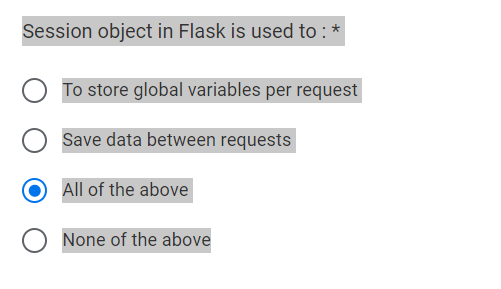 Session object in Flask is used to : *
To store global variables per request
Save data between requests
All of the above
None of the above